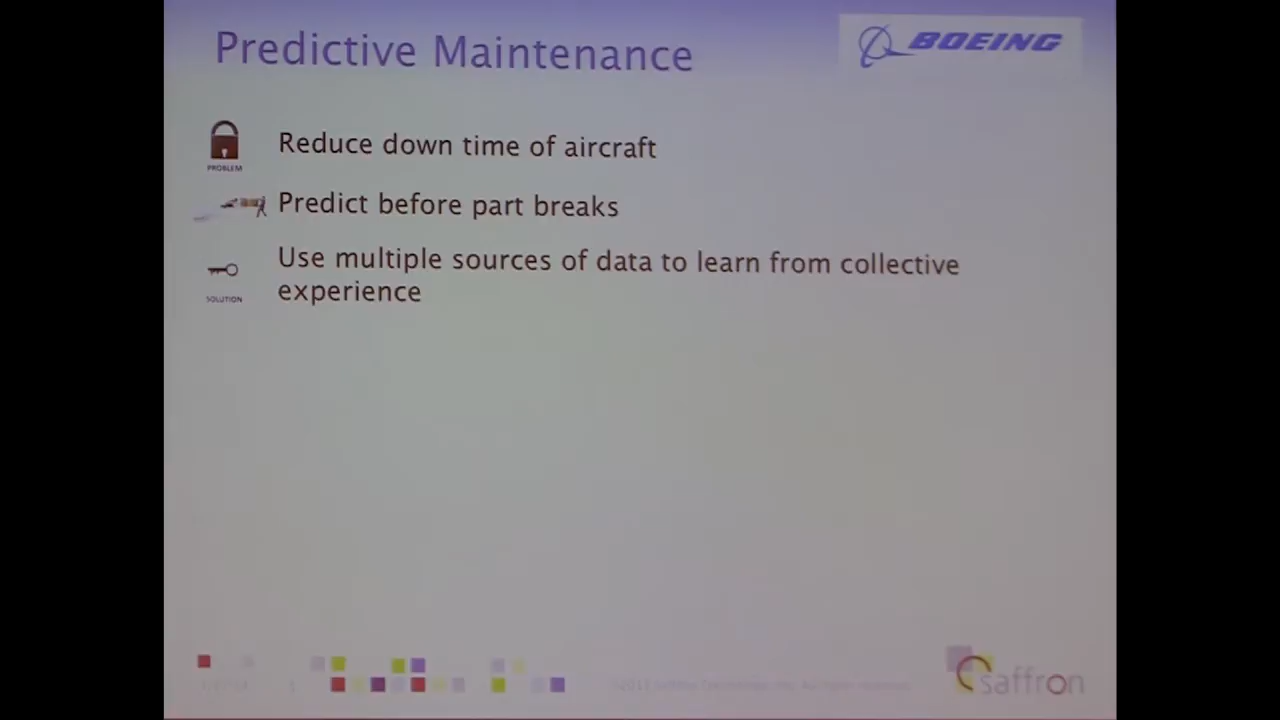 Predictive Maintenance
BOEING
PROBLEM
Reduce down time of aircraft
Predict before part breaks
Use multiple sources of data to learn from collective
experience
SOLUTION
saffron